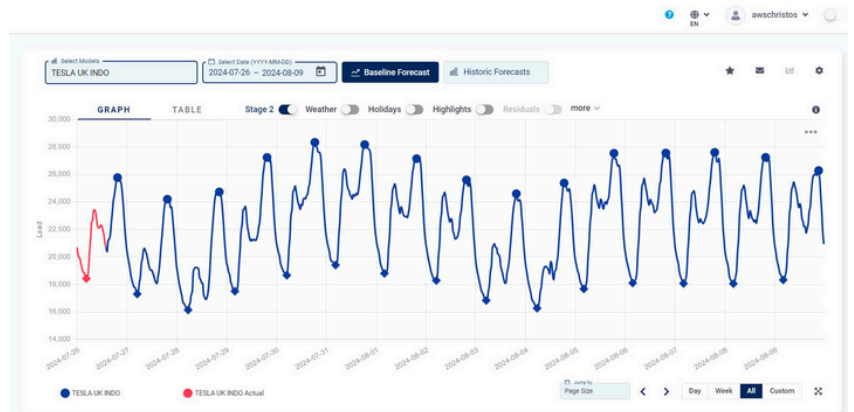 EN
awschristos
Select Models
TESLA UK INDO
Select Date (YYYY-MM-DD)
2024-07-26 – 2024-08-09
Baseline Forecast
Historic Forecasts
GRAPH
TABLE
Stage 2
Weather
Holidays
Highlights
Residuals
more
30,000
28,000
26,000
24,000
22,000
20,000
18,000
16,000
14,000
Load
2024-07-26
2024-07-27
2024-07-28
2024-07-29
2024-07-30
2024-07-31
2024-08-01
2024-08-02
2024-08-03
2024-08-04
2024-08-05
2024-08-06
2024-08-07
2024-08-08
2024-08-09
TESLA UK INDO
TESLA UK INDO Actual
Page Size
Day
Week
All
Custom